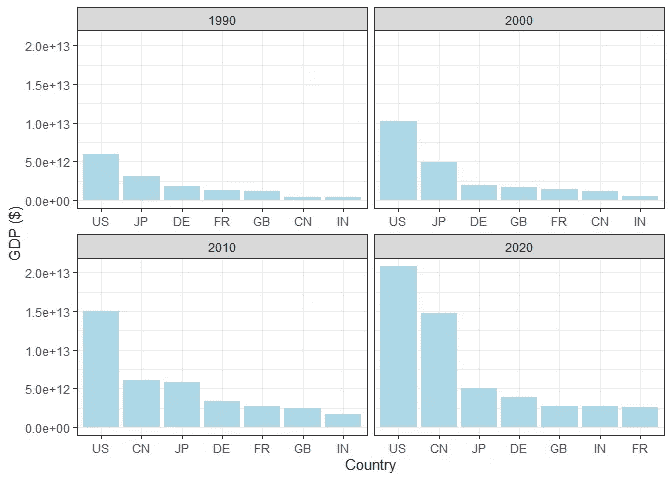 1990 2000
2.0e+13
1.5e+13
1.0e+13
5.0e+12
0.0e+00
US JP DE FR GB CN IN US JP DE GB FR CN IN
GDP ($)
2010 2020
2.0e+13
1.5e+13
1.0e+13
5.0e+12
0.0e+00
US CN JP DE FR GB IN US CN JP DE GB IN FR
Country